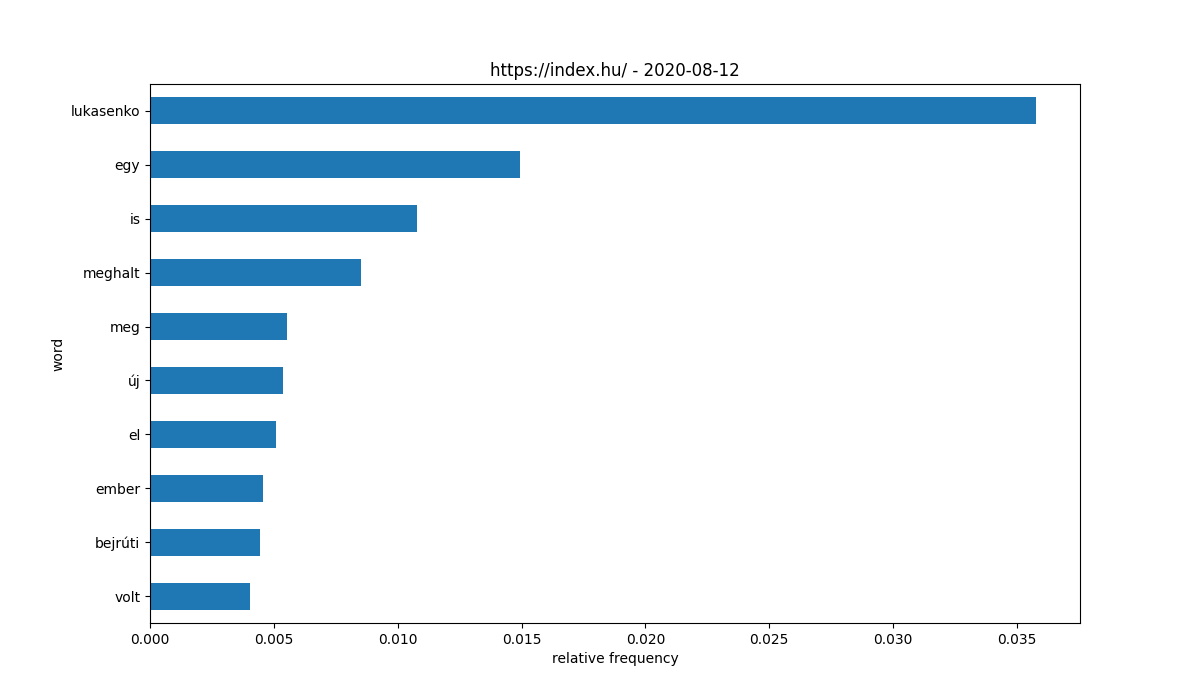 https://index.hu/ - 2020-08-12
lukasenko
egy
is
meghalt
meg
új
el
ember
bejrúti
volt
word
0.000 0.005 0.010 0.015 0.020 0.025 0.030 0.035
relative frequency